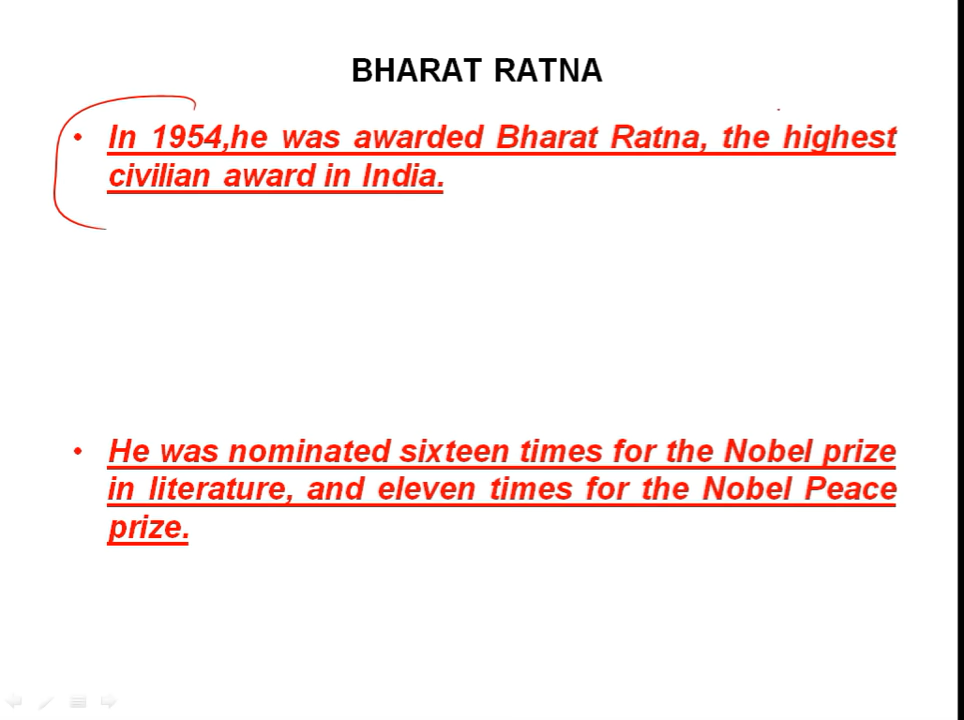 BHARAT RATNA
• In 1954,he was awarded Bharat Ratna, the highest
civilian award in India.
• He was nominated sixteen times for the Nobel prize
in literature, and eleven times for the Nobel Peace
prize.